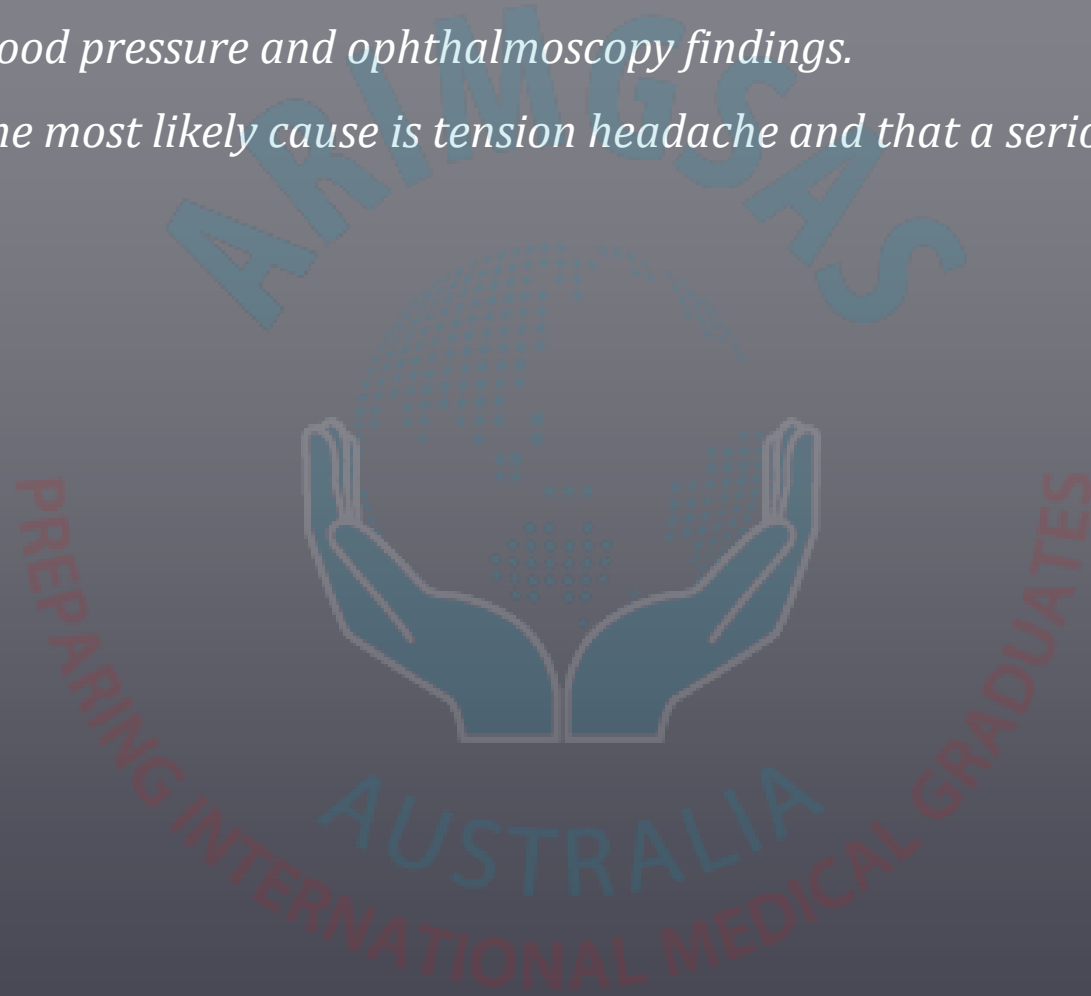 ood pressure and ophthalmoscopy findings.
he most likely cause is tension headache and that a serio
ARIMGSAS
AUSTRALIA
PREPARING INTERNATIONAL MEDICAL GRADUATES